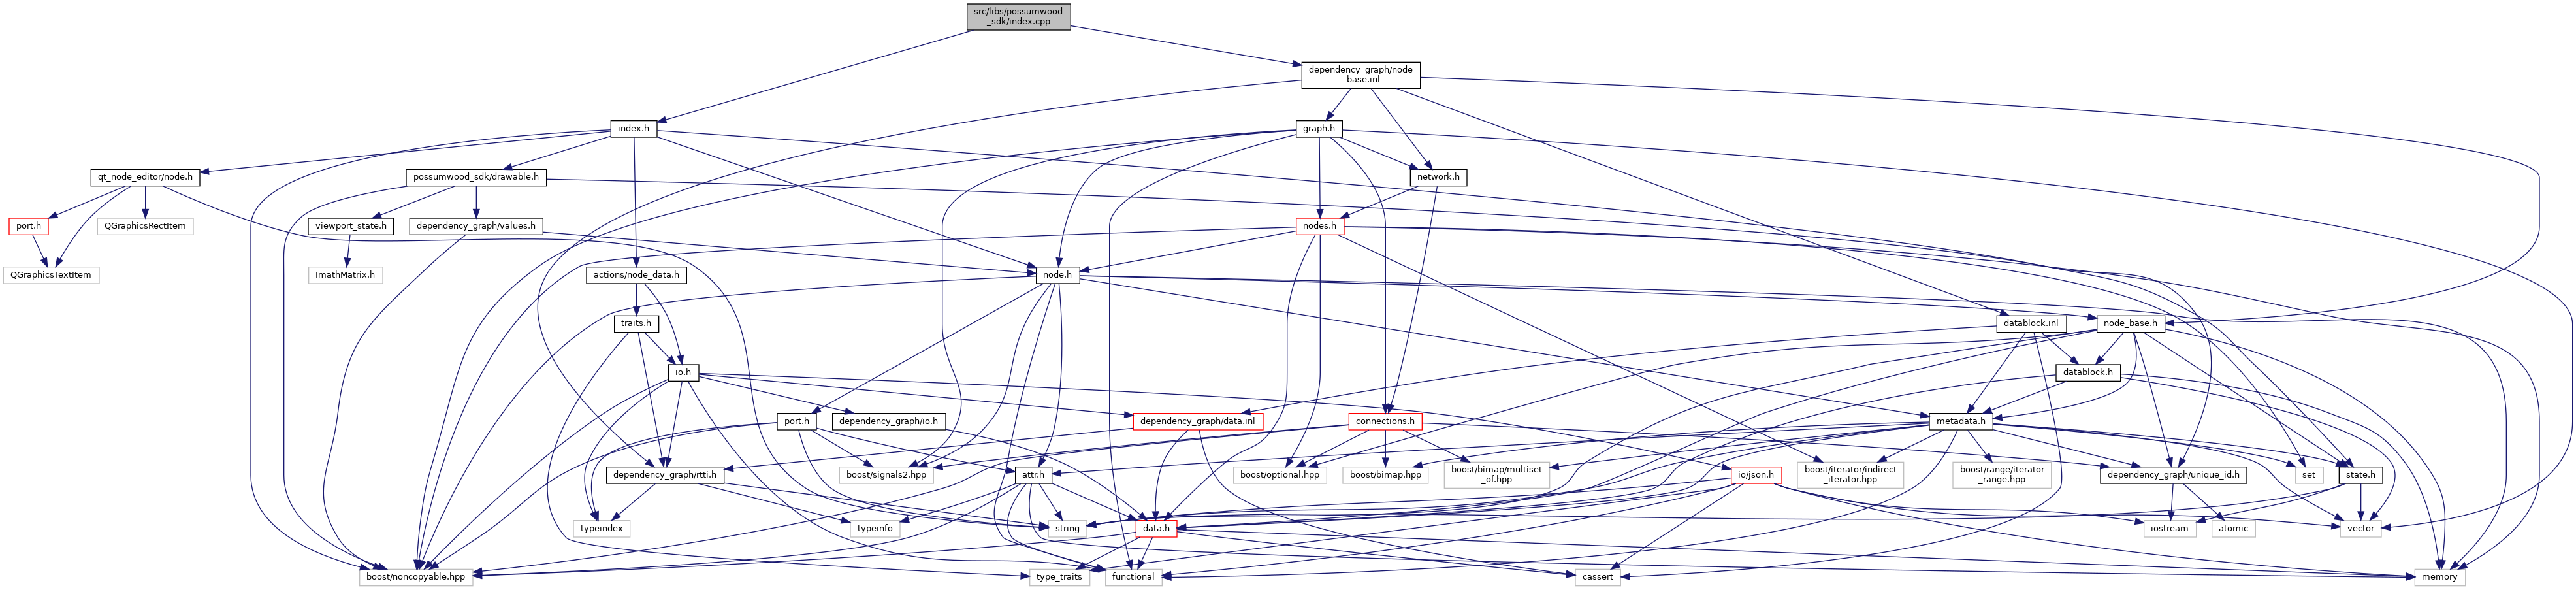 src/libs/possumwood
_sdk/index.cpp
dependency_graph/node
_base.inl
index.h
graph.h
qt_node_editor/node.h
possumwood_sdk/drawable.h
network.h
port.h
QGraphicsRectItem
viewport_state.h
dependency_graph/values.h
nodes.h
QGraphicsTextItem
ImathMatrix.h
actions/node_data.h
node.h
traits.h
datablock.inl
node_base.h
io.h
datablock.h
port.h
dependency_graph/io.h
dependency_graph/data.inl
connections.h
metadata.h
dependency_graph/rtti.h
boost/signals2.hpp
attr.h
boost/optional.hpp
boost/bimap.hpp
boost/bimap/multiset
_of.hpp
io/json.h
boost/iterator/indirect
_iterator.hpp
boost/range/iterator
_range.hpp
dependency_graph/unique_id.h
set
state.h
typeindex
typeinfo
string
data.h
iostream
atomic
vector
boost/noncopyable.hpp
type_traits
functional
cassert
memory